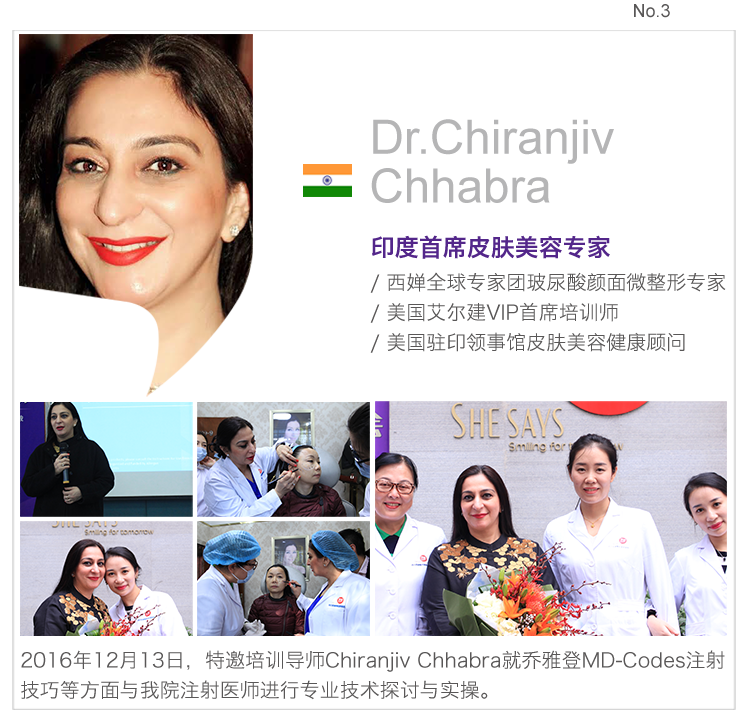 No.3
Dr.Chiranjiv
Chhabra
印度首席皮肤美容专家
/ 西婵全球专家团玻尿酸颜面微整形专家
/ 美国艾尔建VIP首席培训师
/ 美国驻印领事馆皮肤美容健康顾问
SHE SAYS
Smiling for tomorrow
SHE SAYS
Smiling for tomorrow
2016年12月13日，特邀培训导师Chiranjiv Chhabra就乔雅登MD-Codes注射
技巧等方面与我院注射医师进行专业技术探讨与实操。